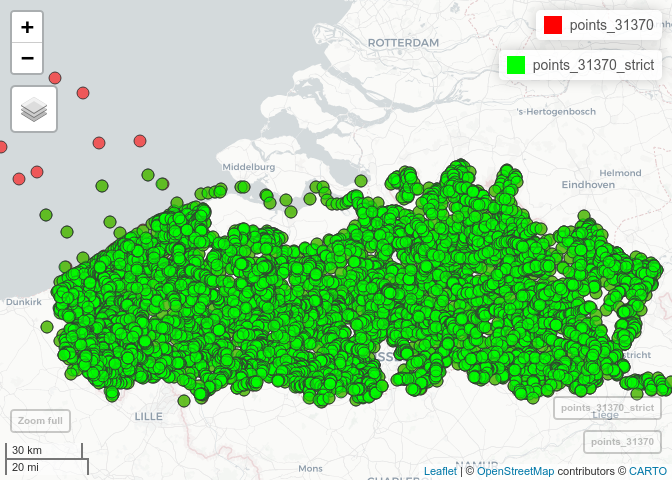 +
−
points_31370
points_31370_strict
ROTTERDAM
's-Hertogenbosch
Middelburg
Helmond
Eindhoven
Dunkirk
LILLE
Zoom full
points_31370_strict
Liège
points_31370
30 km
20 mi
Mons
Leaflet | © OpenStreetMap contributors © CARTO